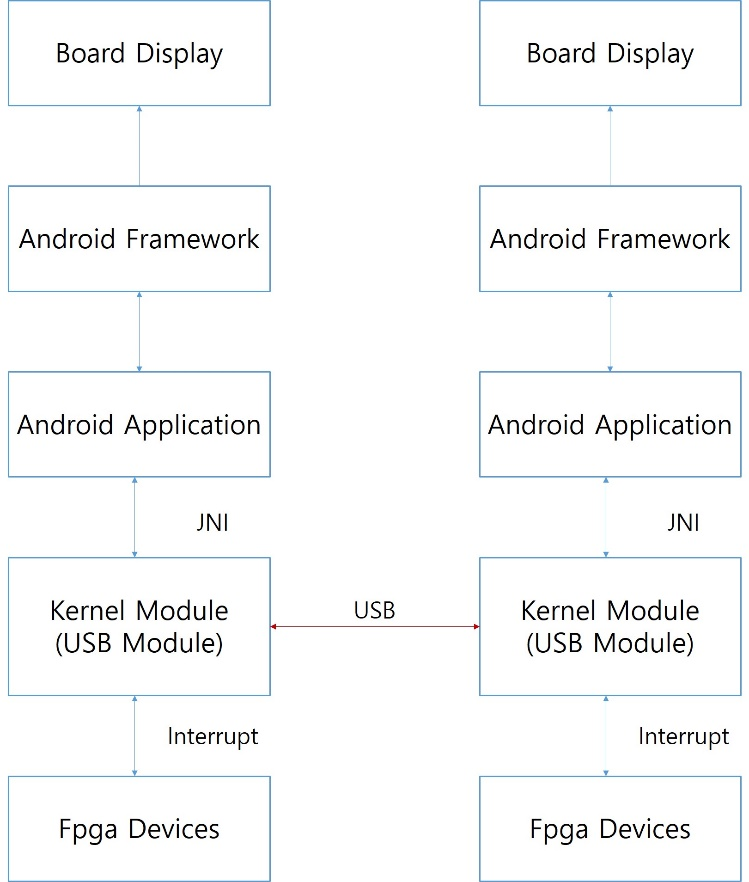 Board Display
Board Display
Android Framework
Android Framework
Android Application
Android Application
JNI
JNI
Kernel Module
(USB Module)
USB
Kernel Module
(USB Module)
Interrupt
Interrupt
Fpga Devices
Fpga Devices